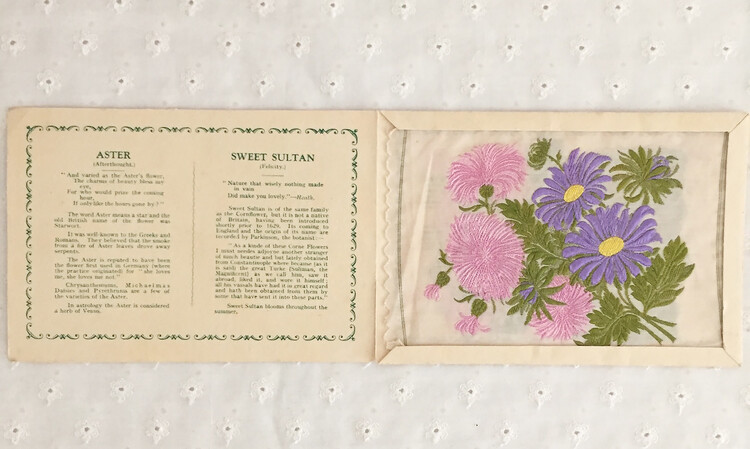 ASTER
(Afterthought.)
"And varied as the Aster's flower,
The charms of beauty bless my
eye,
For who would prize the coming
hour,
If only like the hours gone by?"
The word Aster means a star and the
old British name of the flower was
Starwort.
It was well known to the Greeks and
Romans. They believed that the smoke
from a fire of Aster leaves drove away
serpents.
The Aster is reputed to have been
the flower first used in Germany (where
the practice originated) for "she loves
me, she loves me not."
Chrysanthemums, Michaelmas
Daisies and Pyrethrums are a few of
the varieties of the Aster.
In astrology the Aster is considered
a herb of Venus.
SWEET SULTAN
(Felicity.)
"Nature that wisely nothing made
in vain
Did make you lovely."—Heath.
Sweet Sultan is of the same family
as the Cornflower, but it is not a native
of Britain, having been introduced
shortly prior to 1629. Its coming to
England and the origin of its name are
recorded by Parkinson, the botanist:—
"As a kinde of these Corne Flowers
I must needes adjoyne another stranger
of much beautie and but lately obtained
from Constantinople where because (as it
is said) the great Turke [Suliman, the
Magnificent] as we call him, saw it
abroad, liked it, and wore it himself;
all his vassals have had it in great regard
and hath been obtained from them by
some that have sent it into these parts."
Sweet Sultan blooms throughout the
summer.